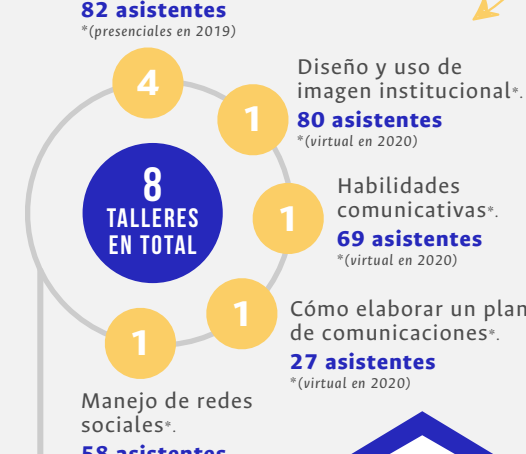 82 asistentes
*(presenciales en 2019)
4
Diseño y uso de
imagen institucional*.
1
80 asistentes
*(virtual en 2020)
8
TALLERES
EN TOTAL
Habilidades
comunicativas*.
1
69 asistentes
*(virtual en 2020)
Cómo elaborar un plan
de comunicaciones*.
1
27 asistentes
*(virtual en 2020)
1
Manejo de redes
sociales*.
58 asistentes